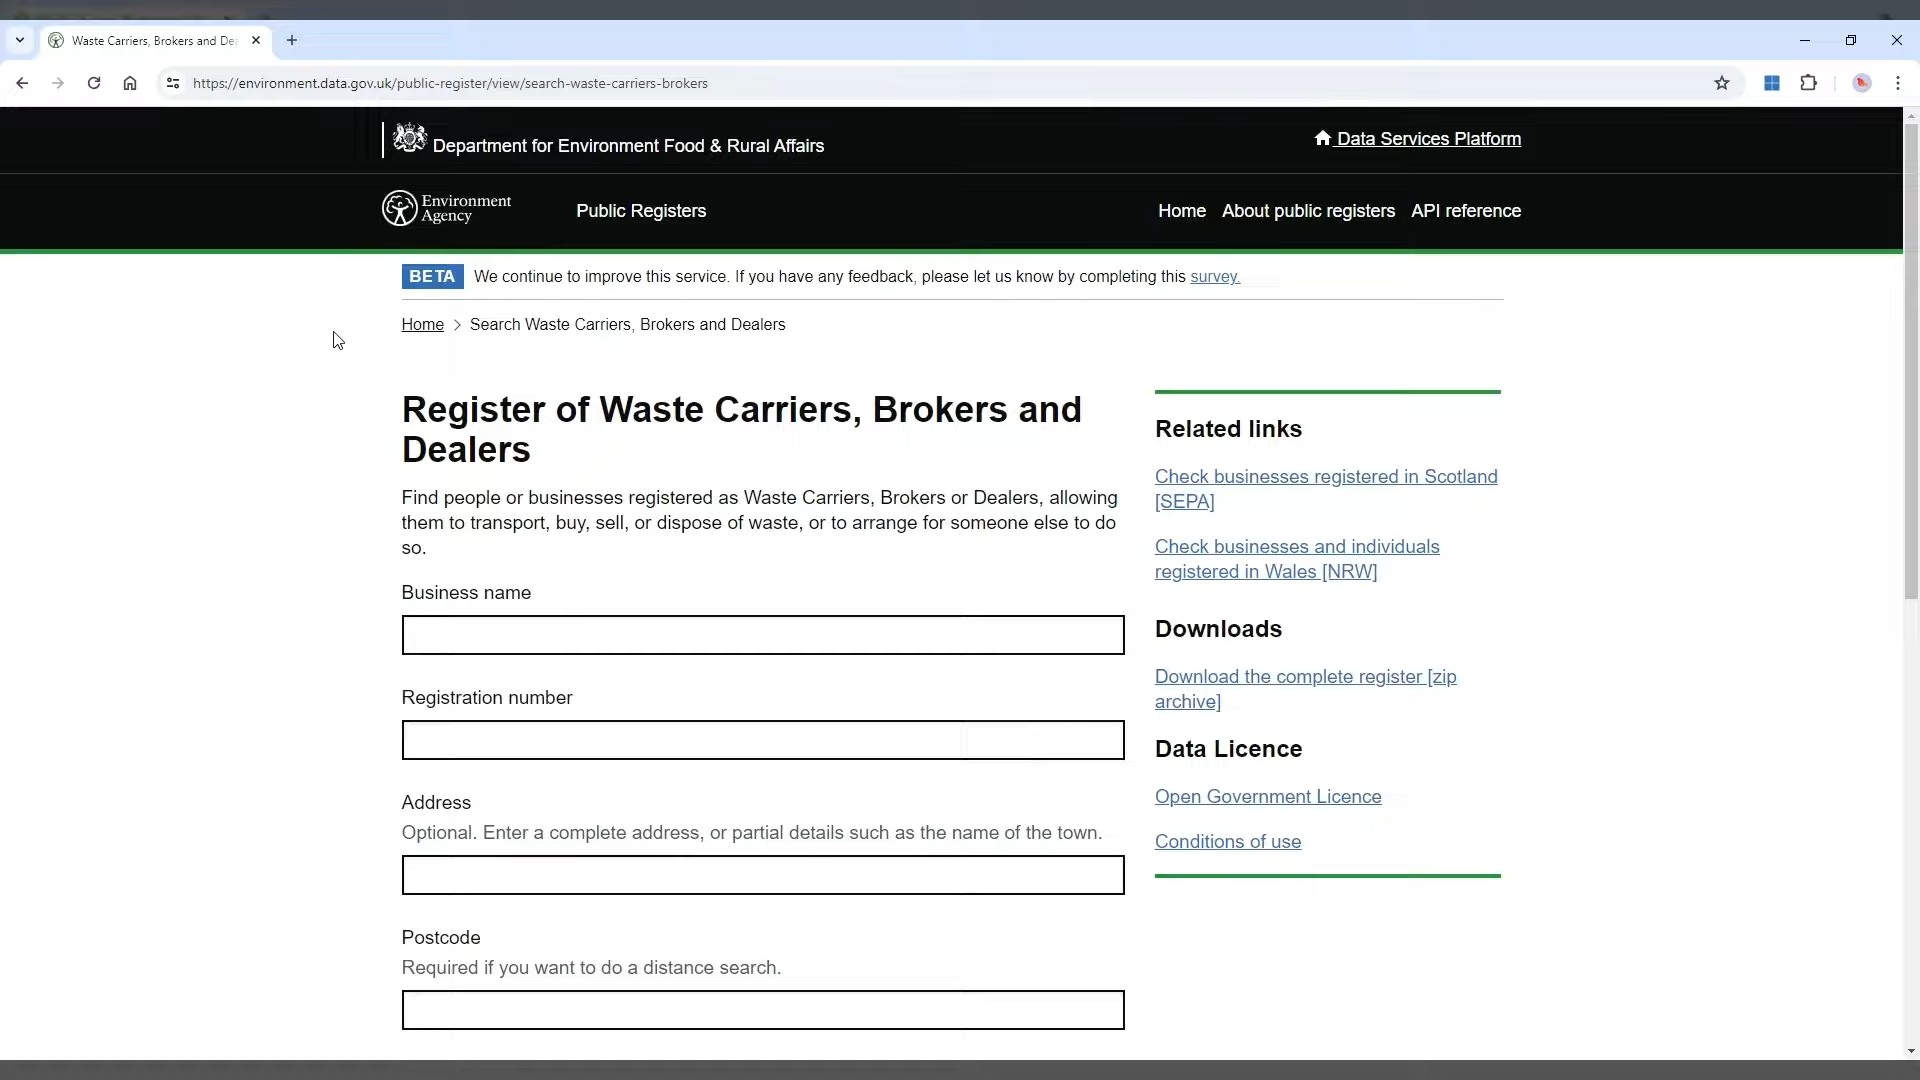 Waste Carriers, Brokers and De
https://environment.data.gov.uk/public-register/view/search-waste-carriers-brokers
Department for Environment Food & Rural Affairs
Data Services Platform
Environment
Agency
Public Registers
Home
About public registers
API reference
BETA
We continue to improve this service. If you have any feedback, please let us know by completing this survey.
Home > Search Waste Carriers, Brokers and Dealers
Register of Waste Carriers, Brokers and
Dealers
Find people or businesses registered as Waste Carriers, Brokers or Dealers, allowing
them to transport, buy, sell, or dispose of waste, or to arrange for someone else to do
so.
Business name
Registration number
Address
Optional. Enter a complete address, or partial details such as the name of the town.
Postcode
Required if you want to do a distance search.
Related links
Check businesses registered in Scotland
[SEPA]
Check businesses and individuals
registered in Wales [NRW]
Downloads
Download the complete register [zip
archive]
Data Licence
Open Government Licence
Conditions of use